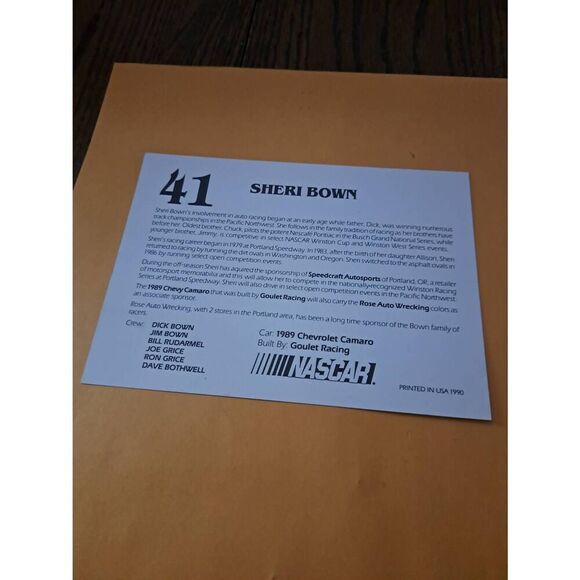 41 SHERI BOWN
Sheri Bown's involvement in auto racing began at an early age while father, Dick, was winning numerous
track championships in the Pacific Northwest. She follows in the family tradition of racing as her brothers have
before her. Oldest brother, Chuck, pilots the potent Nescafé Pontiac in the Busch Grand National Series, while
younger brother, Jimmy, is competitive in select NASCAR Winston Cup and Winston West Series events.
Sheri's racing career began in 1979 at Portland Speedway. In 1983, after the birth of her daughter Allison, Sheri
returned to racing by running the dirt ovals in Washington and Oregon. Sheri switched to the asphalt ovals in
1986 by running select open competition events.
During the off-season Sheri has aquired the sponsorship of Speedcraft Autosports of Portland, OR, a retailer
of motorsport memorabilia and this will allow her to compete in the nationally-recognized Winston Racing
Series at Portland Speedway. Sheri will also drive in select open competition events in the Pacific Northwest.
The 1989 Chevy Camaro that was built by Goulet Racing will also carry the Rose Auto Wrecking colors as
an associate sponsor.
Rose Auto Wrecking, with 2 stores in the Portland area, has been a long time sponsor of the Bown family of
racers.
Crew: DICK BOWN
JIM BOWN
BILL RUDARMEL
JOE GRICE
RON GRICE
DAVE BOTHWELL
Car: 1989 Chevrolet Camaro
Built By: Goulet Racing
NASCAR
PRINTED IN USA 1990